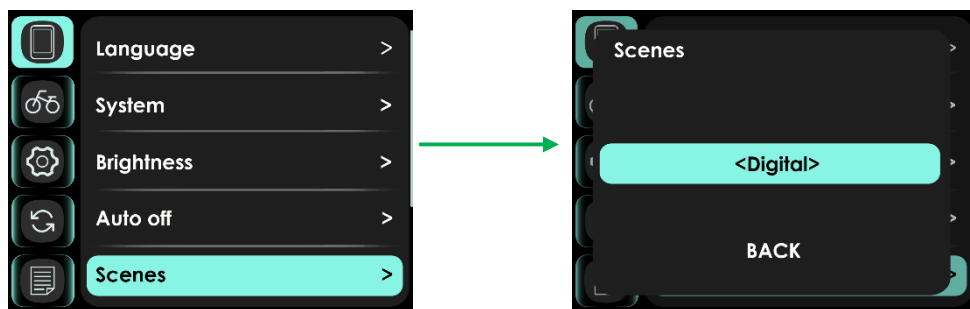 Language >
System >
Brightness >
Auto off >
Scenes >
Scenes
<Digital>
BACK